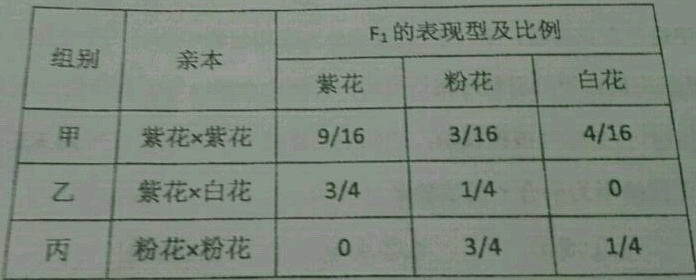 组别 亲本 F₁的表现型及比例
紫花 粉花 白花
甲 紫花×紫花 9/16 3/16 4/16
乙 紫花×白花 3/4 1/4 0
丙 粉花×粉花 0 3/4 1/4